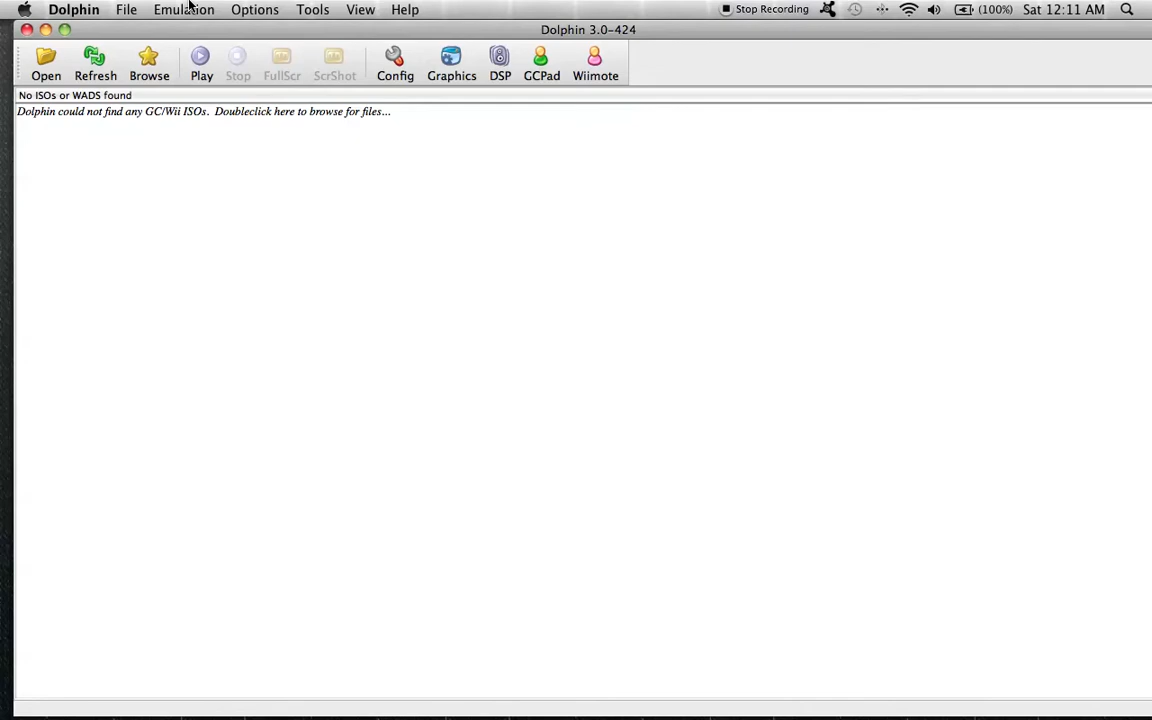 Dolphin File Emulation Options Tools View Help Stop Recording (100%) Sat 12:11 AM
Dolphin 3.0-424
Open Refresh Browse Play Stop FullScr ScrShot Config Graphics DSP GCPad Wiimote
No ISOs or WADS found
Dolphin could not find any GC/Wii ISOs. Doubleclick here to browse for files...